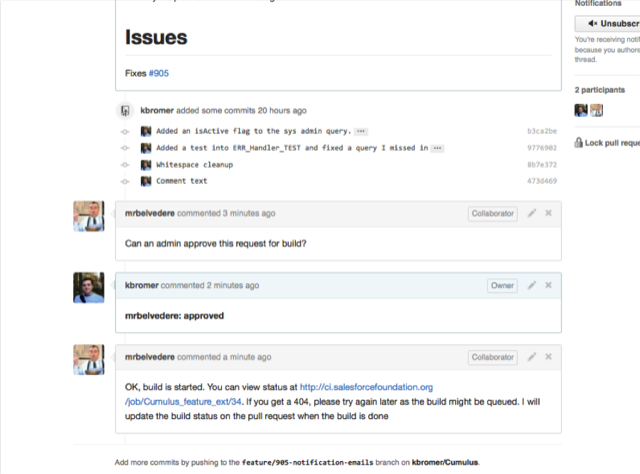 Notifications
Unsubscr
Issues
You're receiving notif
because you author
thread.
Fixes #905
2 participants
kbromer added some commits 20 hours ago
Added an isActive flag to the sys admin query.
b3ca2be
Added a test into ERR_Handler_TEST and fixed a query I missed in
9776902
Lock pull reque
Whitespace cleanup
8b7e372
Comment text
473d469
mrbelvedere commented 3 minutes ago
Collaborator
Can an admin approve this request for build?
kbromer commented 2 minutes ago
Owner
mrbelvedere: approved
mrbelvedere commented a minute ago
Collaborator
OK, build is started. You can view status at http://ci.salesforcefoundation.org
/job/Cumulus_feature_ext/34. If you get a 404, please try again later as the build might be queued. I will
update the build status on the pull request when the build is done
Add more commits by pushing to the feature/905-notification-emails branch on kbromer/Cumulus.